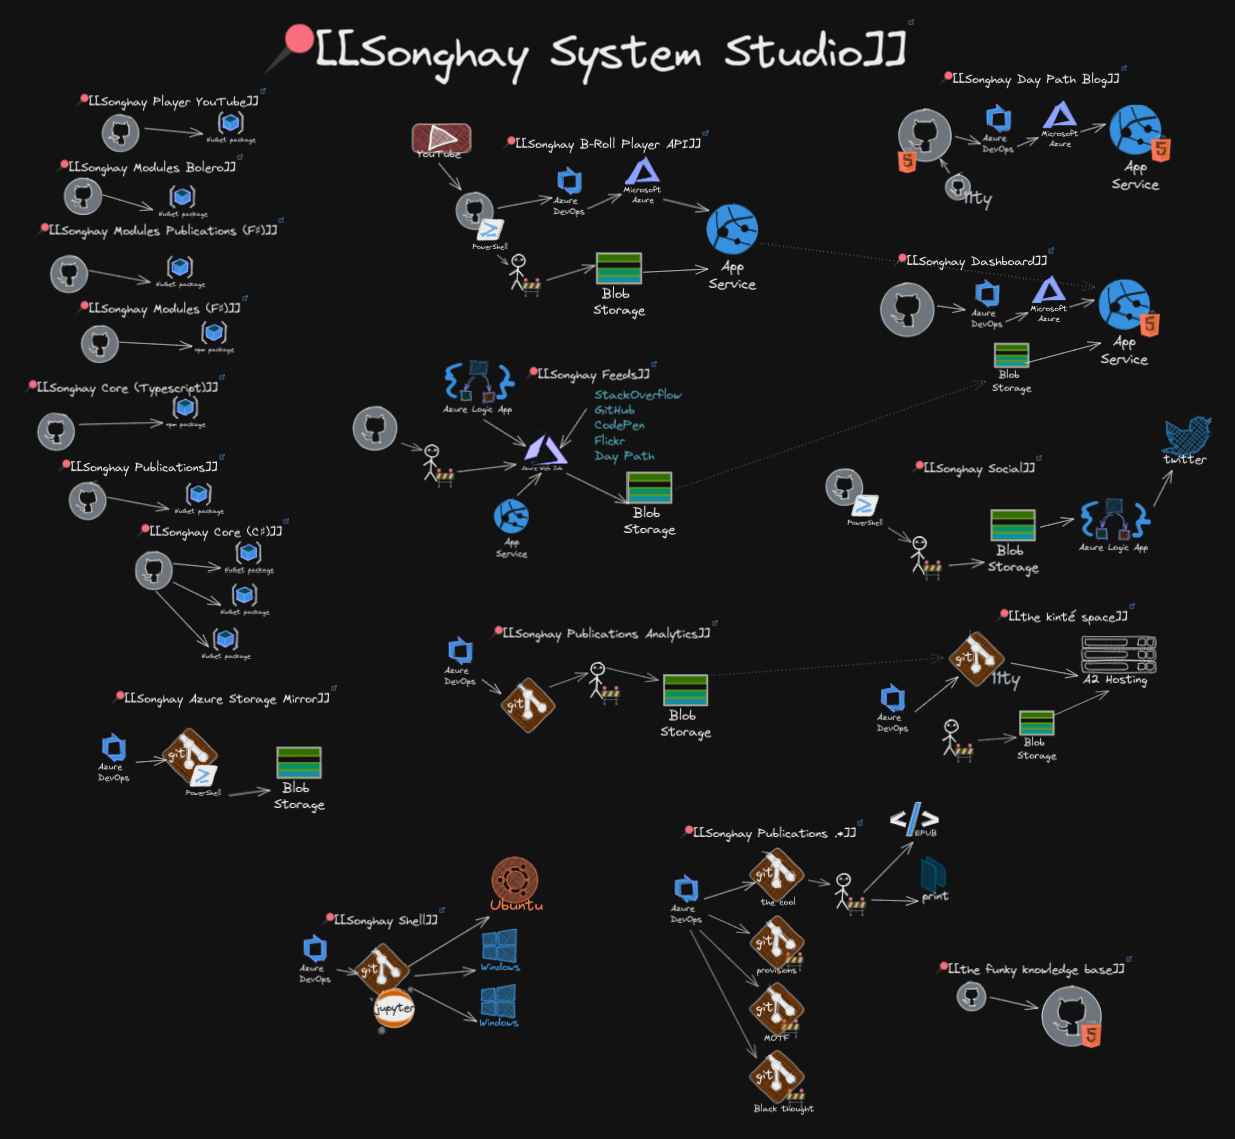 [[Songhay System Studio]]
[[Songhay Player YouTube]]
NuGet package
[[Songhay Modules Bolero]]
NuGet package
[[Songhay Modules Publications (F♯)]]
NuGet package
[[Songhay Modules (F♯)]]
npm package
[[Songhay Core (Typescript)]]
npm package
[[Songhay Publications]]
NuGet package
[[Songhay Core (C♯)]]
NuGet package
NuGet package
NuGet package
[[Songhay Azure Storage Mirror]]
Azure
DevOps
git
PowerShell
Blob
Storage
YouTube
[[Songhay B-Roll Player API]]
Azure
DevOps
Microsoft
Azure
PowerShell
App
Service
Blob
Storage
[[Songhay Feeds]]
Azure Logic App
StackOverflow
GitHub
CodePen
Flickr
Day Path
Azure Web Job
App
Service
Blob
Storage
[[Songhay Publications Analytics]]
Azure
DevOps
git
Blob
Storage
[[Songhay Day Path Blog]]
5
11ty
Azure
DevOps
Microsoft
Azure
5
App
Service
[[Songhay Dashboard]]
Azure
DevOps
Microsoft
Azure
5
App
Service
Blob
Storage
[[Songhay Social]]
PowerShell
Blob
Storage
Azure Logic App
twitter
[[the kinté space]]
git
11ty
A2 Hosting
Azure
DevOps
Blob
Storage
[[Songhay Shell]]
Azure
DevOps
git
jupyter
Ubuntu
Windows
Windows
[[Songhay Publications .*]]
Azure
DevOps
git
the cool
</>
EPUB
print
git
provisions
git
MOTF
git
Black thought
[[the funky knowledge base]]
5